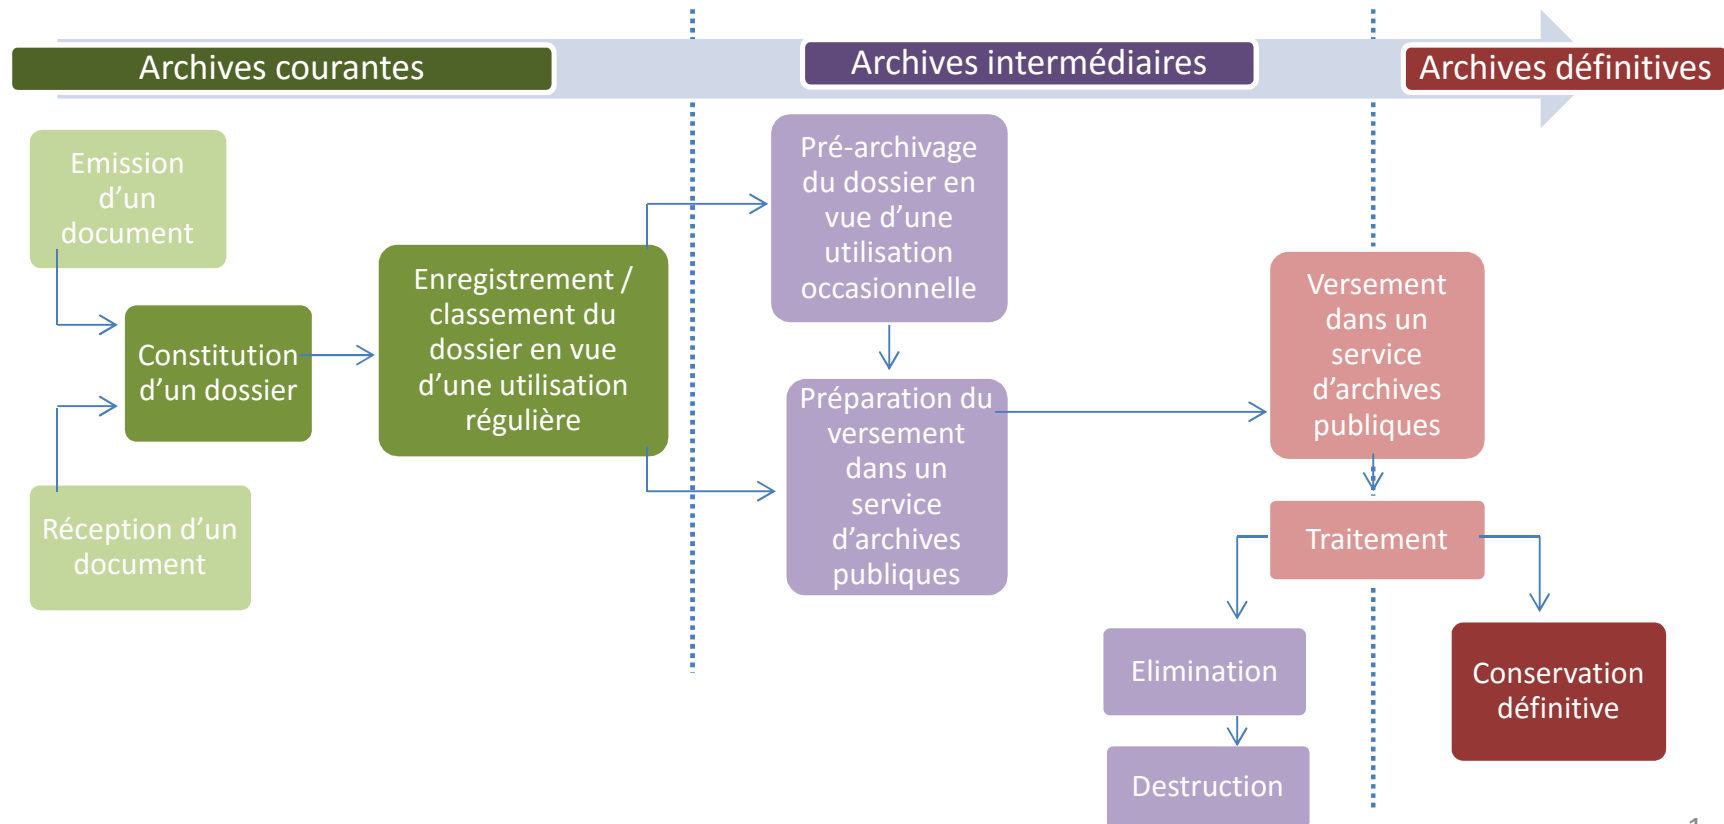 Archives courantes
Archives intermédiaires
Archives définitives
Emission
d’un
document
Réception d’un
document
Constitution
d’un dossier
Enregistrement /
classement du
dossier en vue
d’une utilisation
régulière
Pré-archivage
du dossier en
vue d’une
utilisation
occasionnelle
Préparation du
versement
dans un
service
d’archives
publiques
Versement
dans un
service
d’archives
publiques
Traitement
Elimination
Destruction
Conservation
définitive
1